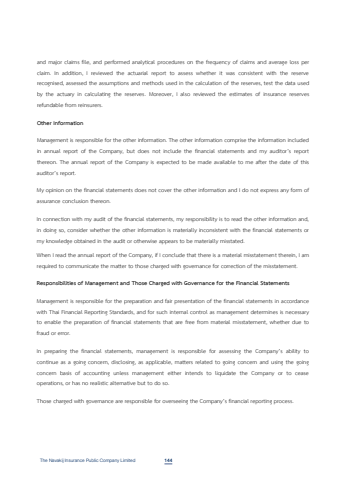 and major claims file, and performed analytical procedures on the frequency of claims and average loss per
claim. In addition, I reviewed the actuarial report to assess whether it was consistent with the reserve
recognised, assessed the assumptions and methods used in the calculation of the reserves, test the data used
by the actuary in calculating the reserves. Moreover, I also reviewed the estimates of insurance reserves
refundable from reinsurers.
Other Information
Management is responsible for the other information. The other information comprise the information included
in annual report of the Company, but does not include the financial statements and my auditor's report
thereon. The annual report of the Company is expected to be made available to me after the date of this
auditor's report.
My opinion on the financial statements does not cover the other information and I do not express any form of
assurance conclusion thereon.
In connection with my audit of the financial statements, my responsibility is to read the other information and,
in doing so, consider whether the other information is materially inconsistent with the financial statements or
my knowledge obtained in the audit or otherwise appears to be materially misstated.
When I read the annual report of the Company, if I conclude that there is a material misstatement therein, I am
required to communicate the matter to those charged with governance for correction of the misstatement.
Responsibilities of Management and Those Charged with Governance for the Financial Statements
Management is responsible for the preparation and fair presentation of the financial statements in accordance
with Thai Financial Reporting Standards, and for such internal control as management determines is necessary
to enable the preparation of financial statements that are free from material misstatement, whether due to
fraud or error.
In preparing the financial statements, management is responsible for assessing the Company's ability to
continue as a going concern, disclosing, as applicable, matters related to going concern and using the going
concern basis of accounting unless management either intends to liquidate the Company or to cease
operations, or has no realistic alternative but to do so.
Those charged with governance are responsible for overseeing the Company's financial reporting process.
The Navakij Insurance Public Company Limited 144